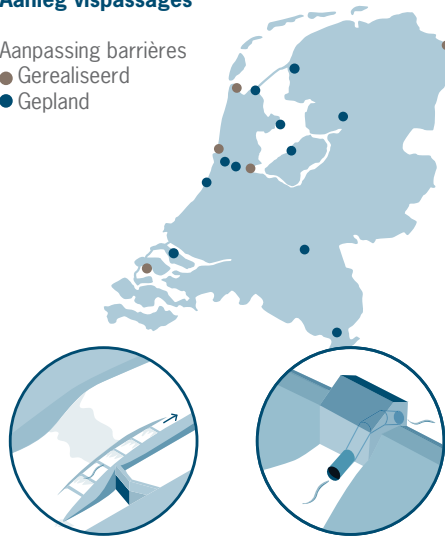 Aanleg vispassages
Aanpassing barrières
Gerealiseerd
Gepland